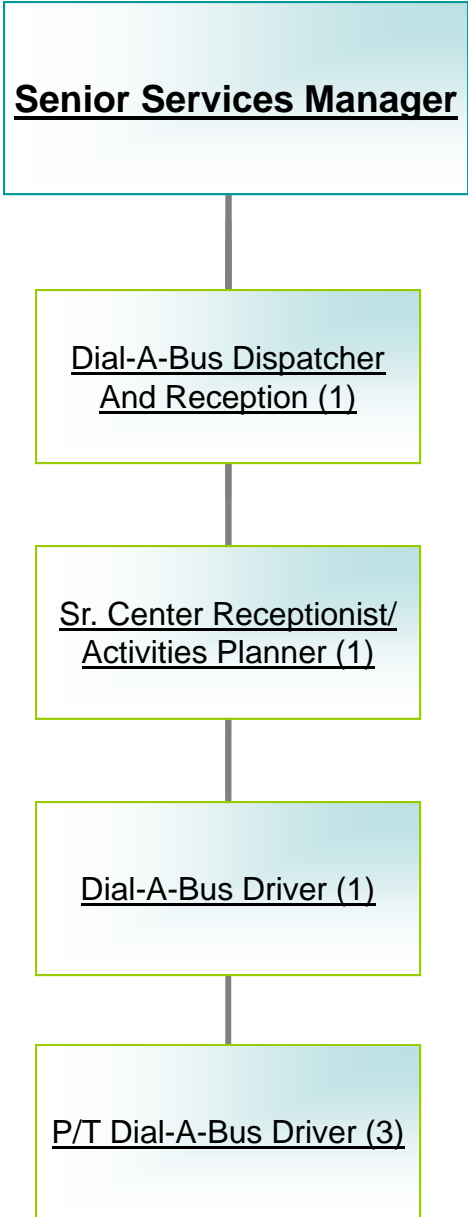 Senior Services Manager
Dial-A-Bus Dispatcher
And Reception (1)
Sr. Center Receptionist/
Activities Planner (1)
Dial-A-Bus Driver (1)
P/T Dial-A-Bus Driver (3)